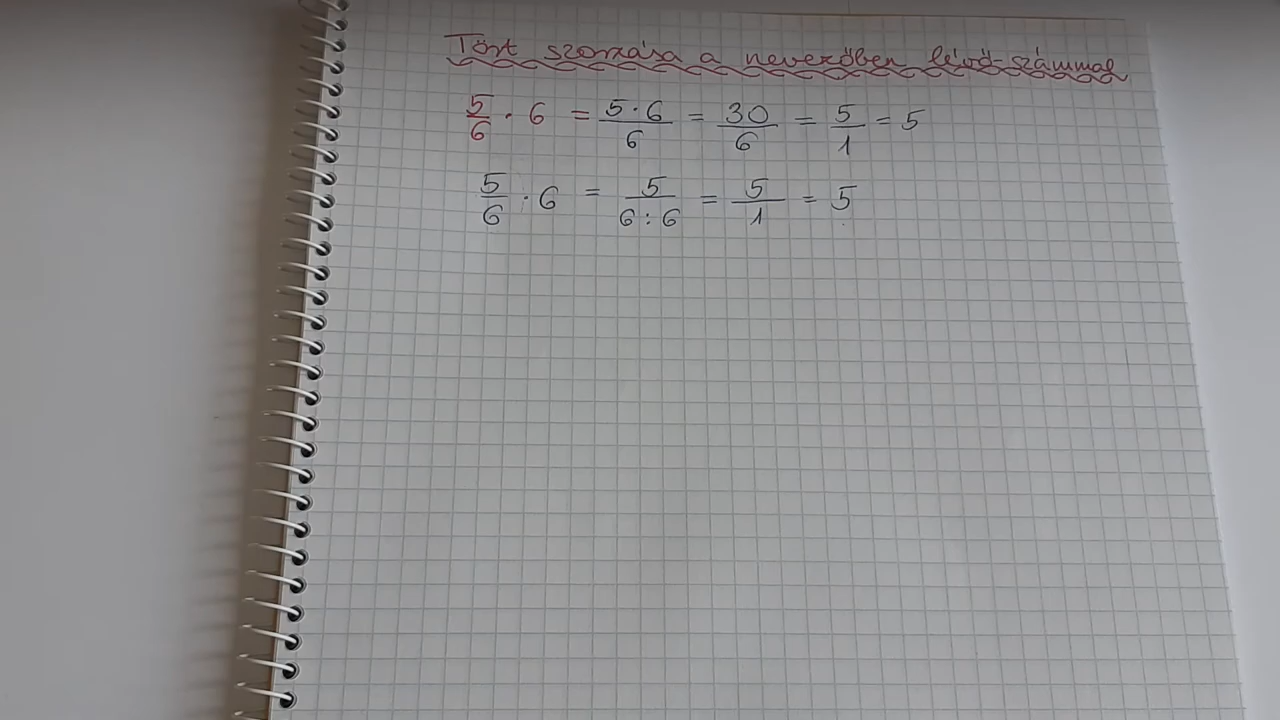 Tört szorzása a nevezőben lévő számmal
5/6 · 6 = 5·6/6 = 30/6 = 5/1 = 5
5/6 · 6 = 5/6:6 = 5/1 = 5